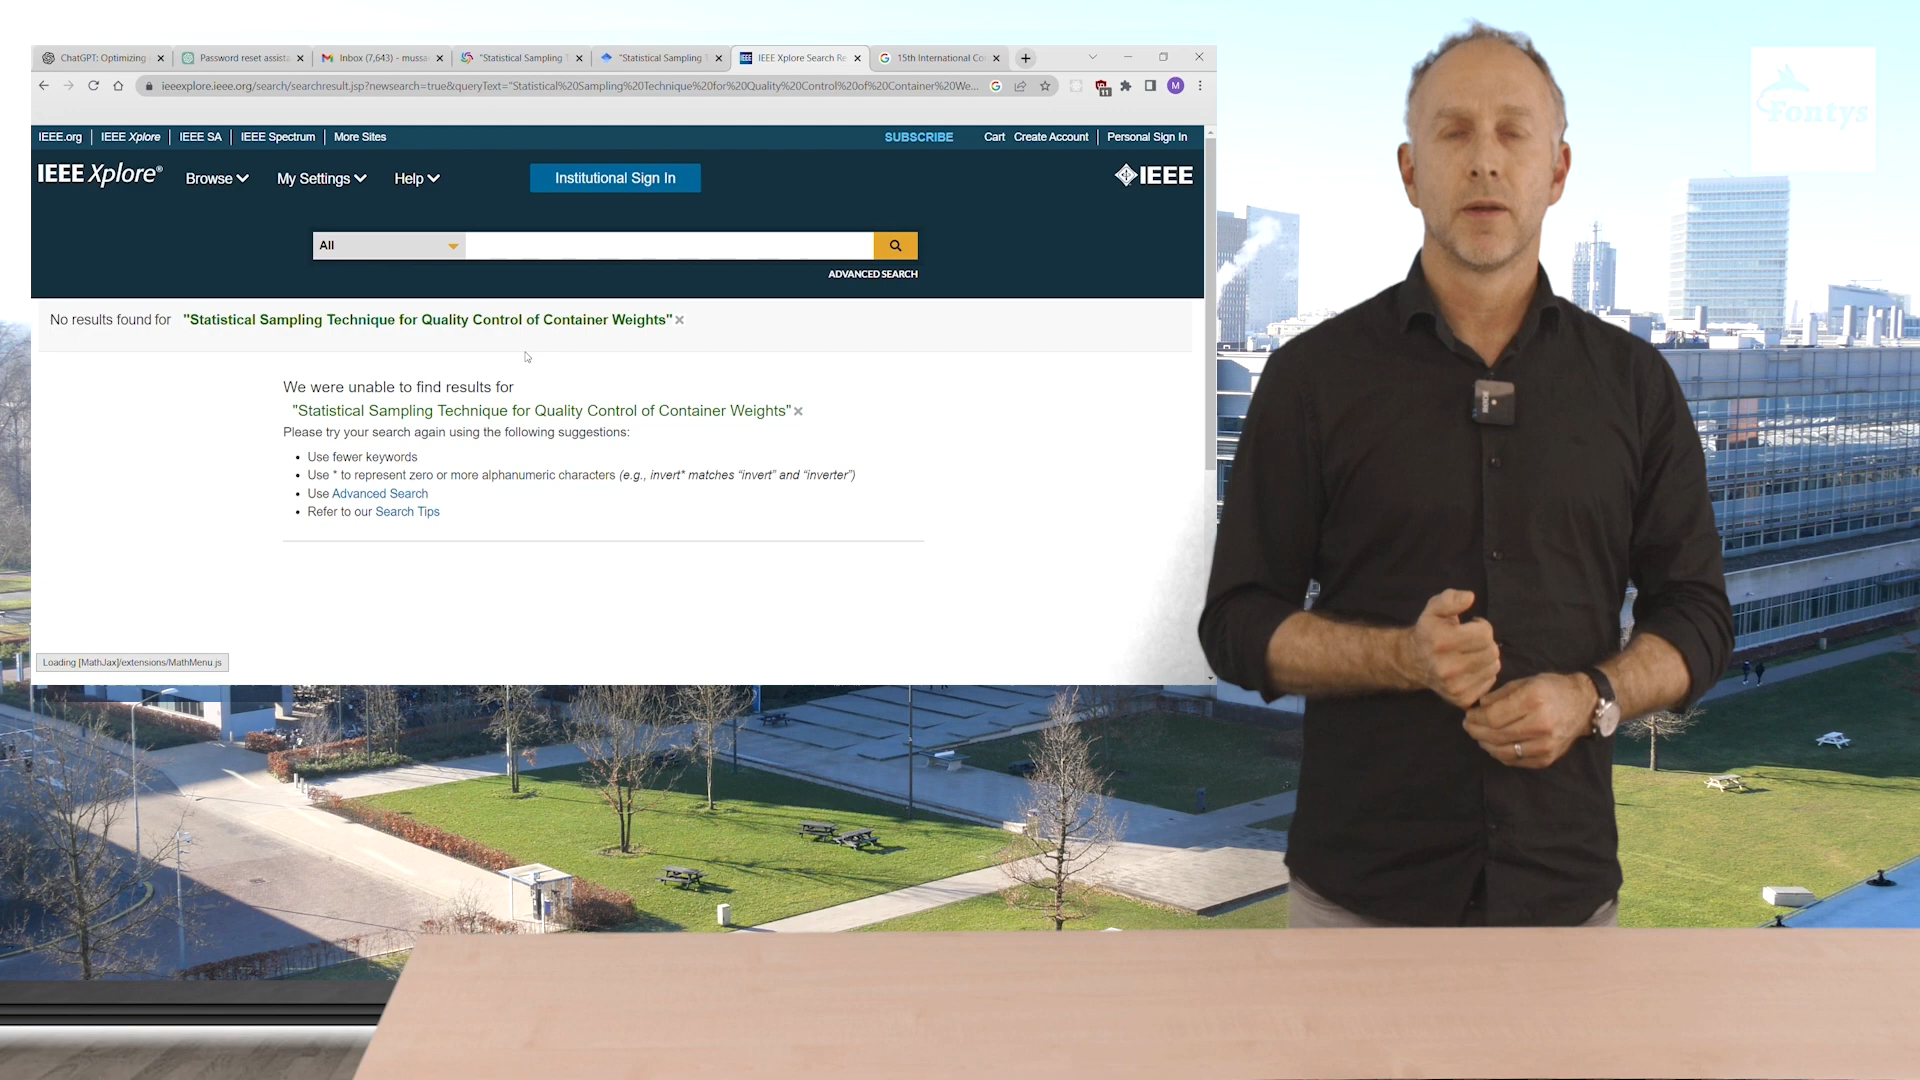 ChatGPT: Optimizing
Password reset assista
Inbox (7,643) - mussa
"Statistical Sampling T
"Statistical Sampling T
IEEE Xplore Search Re
15th International Co
ieeexplore.ieee.org/search/searchresult.jsp?newsearch=true&queryText="Statistical%20Sampling%20Technique%20for%20Quality%20Control%20of%20Container%20We...
11
M
IEEE.org
IEEE Xplore
IEEE SA
IEEE Spectrum
More Sites
SUBSCRIBE
Cart
Create Account
Personal Sign In
IEEE Xplore®
Browse
My Settings
Help
Institutional Sign In
IEEE
All
ADVANCED SEARCH
No results found for "Statistical Sampling Technique for Quality Control of Container Weights"
We were unable to find results for
"Statistical Sampling Technique for Quality Control of Container Weights"
Please try your search again using the following suggestions:
Use fewer keywords
Use * to represent zero or more alphanumeric characters (e.g., invert* matches “invert” and “inverter”)
Use Advanced Search
Refer to our Search Tips
Loading [MathJax]/extensions/MathMenu.js
Fontys
RODE